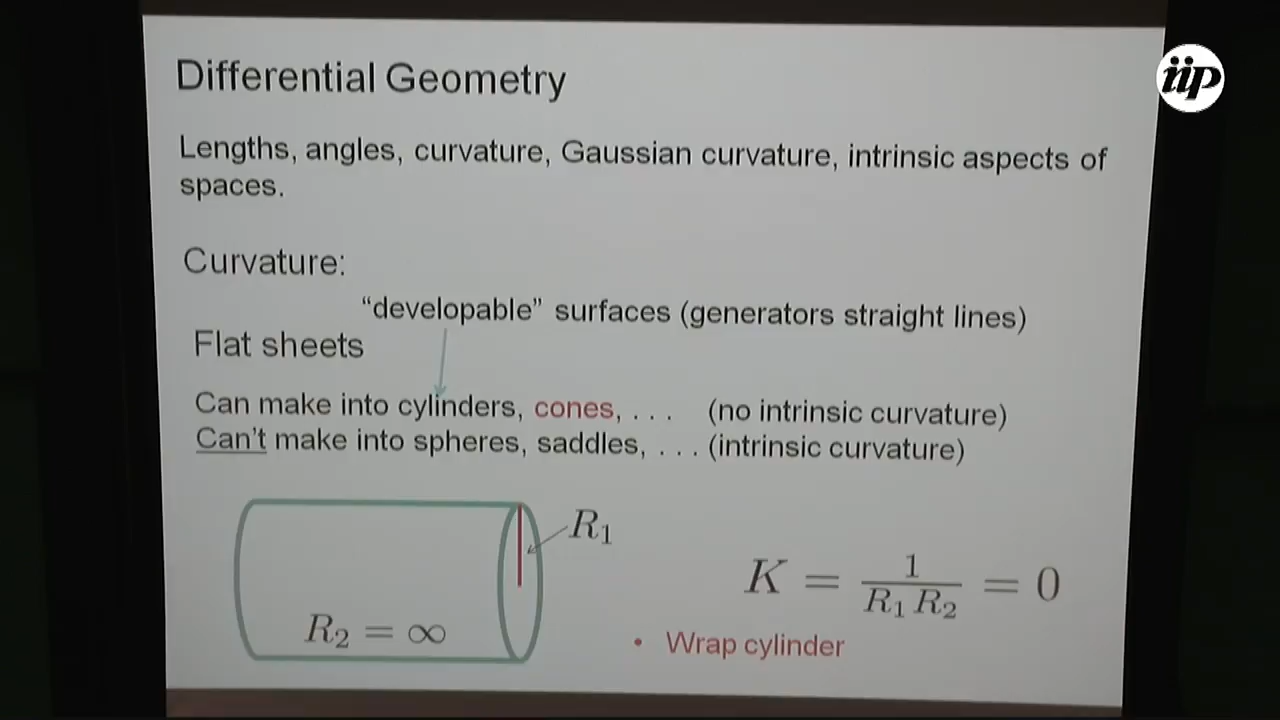 iip
Differential Geometry
Lengths, angles, curvature, Gaussian curvature, intrinsic aspects of
spaces.
Curvature:
“developable” surfaces (generators straight lines)
Flat sheets
Can make into cylinders, cones, . . . (no intrinsic curvature)
Can't make into spheres, saddles, . . . (intrinsic curvature)
R₁
K = 1/(R₁ R₂) = 0
R₂ = ∞
• Wrap cylinder